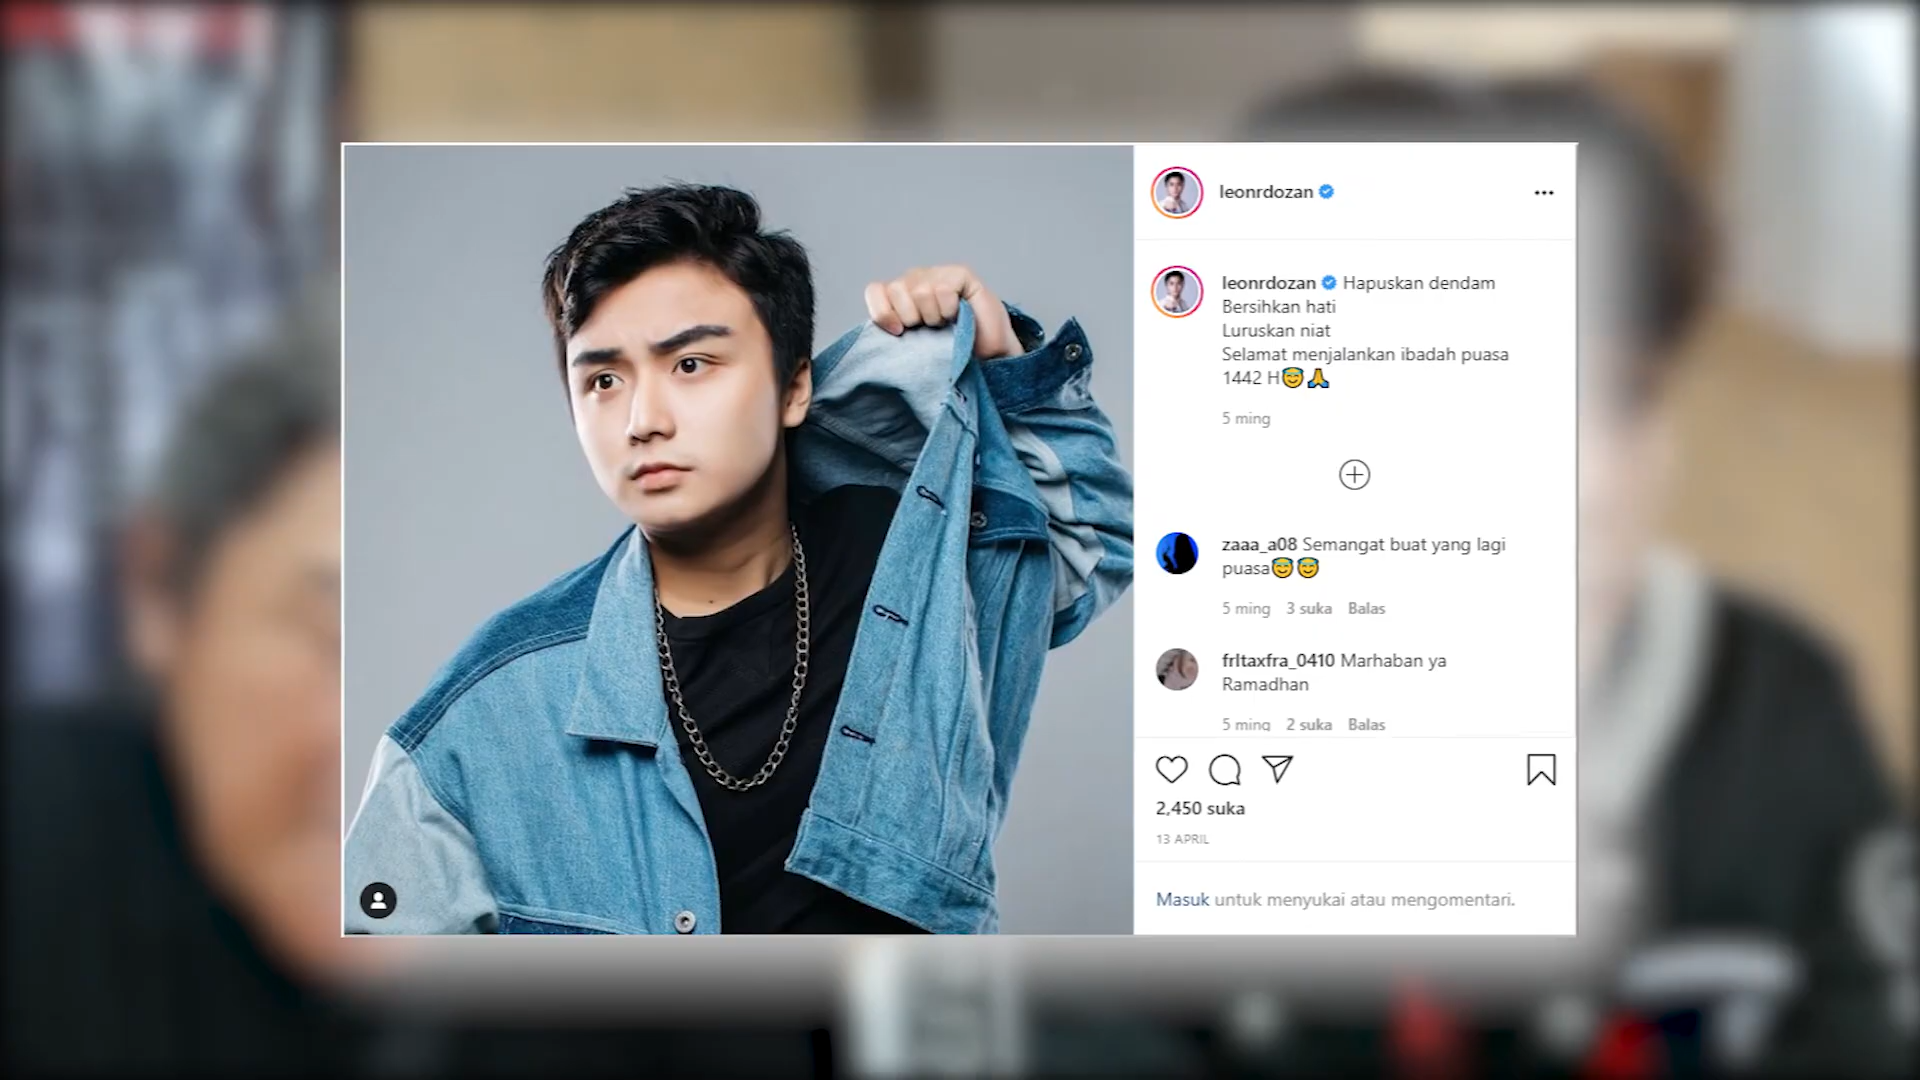 leonrdozan
leonrdozan Hapuskan dendam
Bersihkan hati
Luruskan niat
Selamat menjalankan ibadah puasa
1442 H😇🙏
5 ming
zaaa_a08 Semangat buat yang lagi
puasa😇😇
5 ming 3 suka Balas
frltaxfra_0410 Marhaban ya
Ramadhan
5 ming 2 suka Balas
2,450 suka
13 APRIL
Masuk untuk menyukai atau mengomentari.